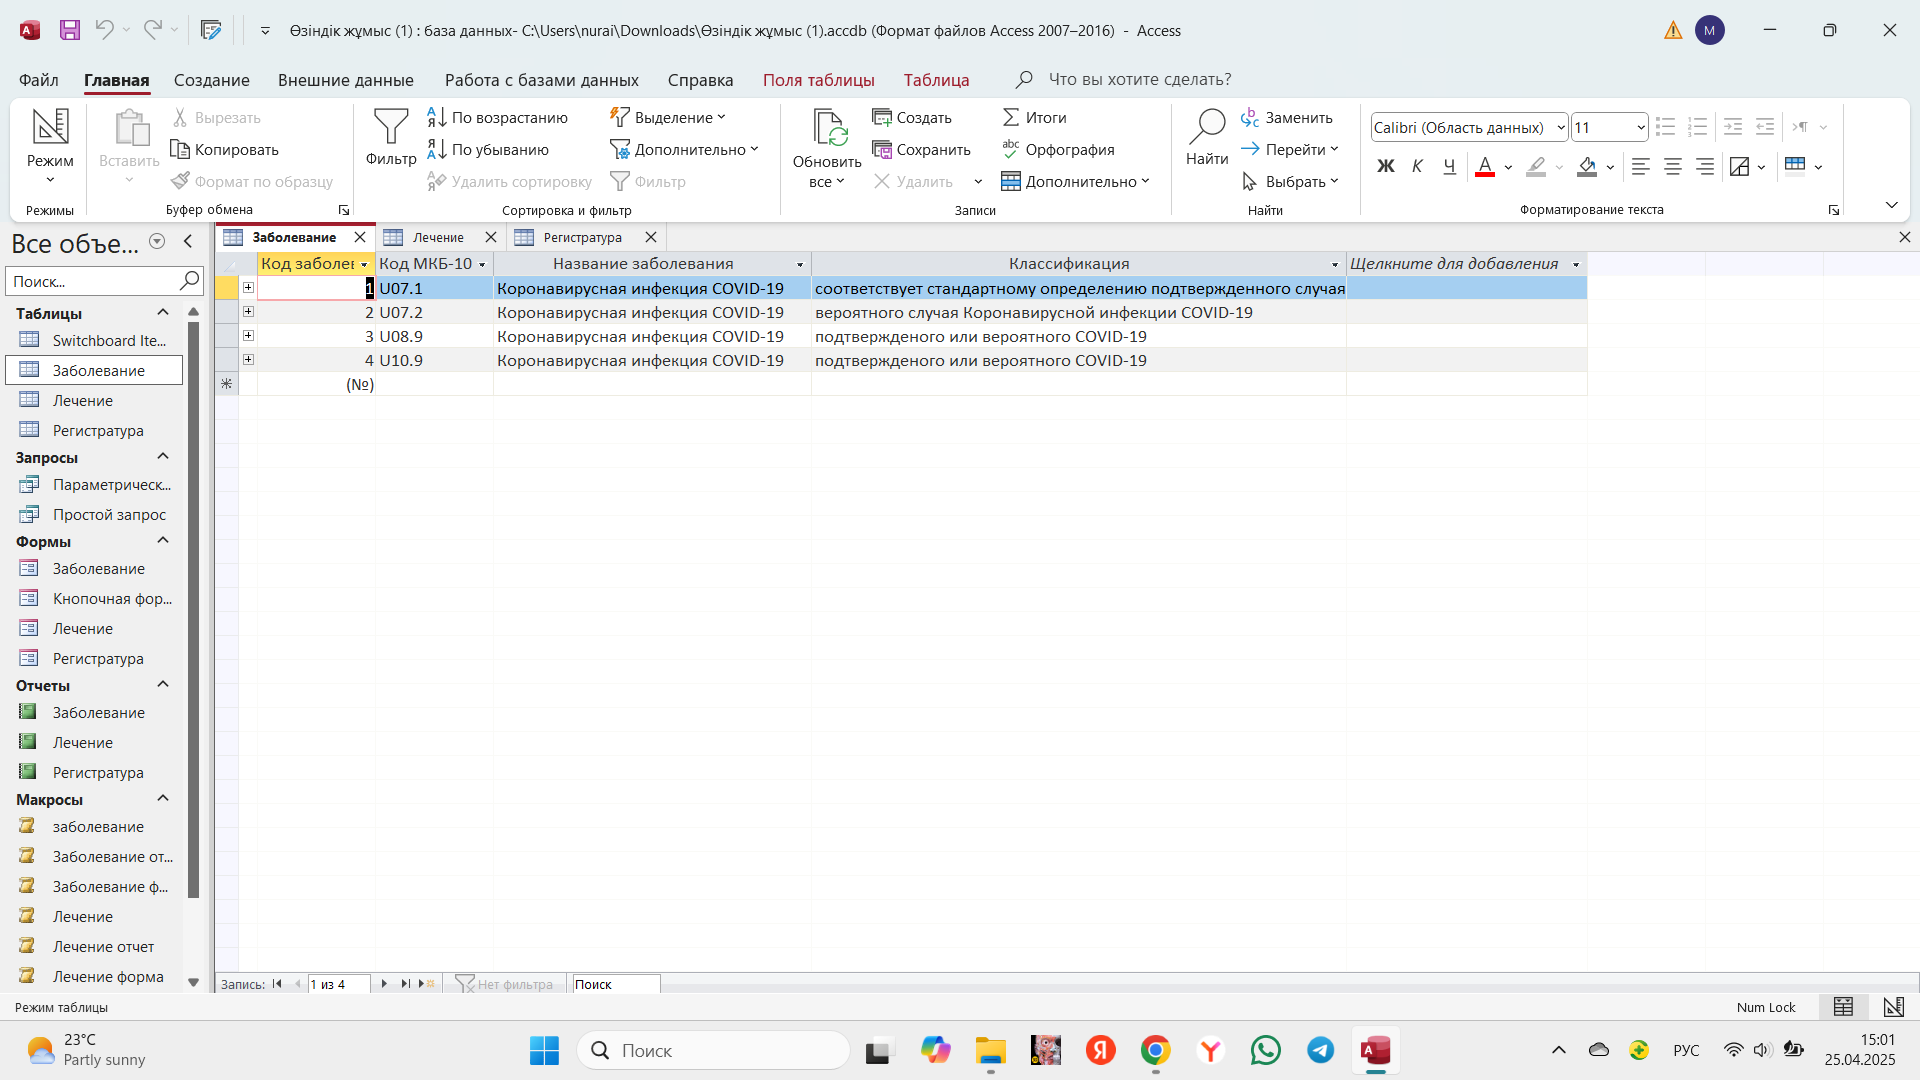 Өзіндік жұмыс (1) : база данных- C:\Users\nurai\Downloads\Өзіндік жұмыс (1).accdb (Формат файлов Access 2007–2016) - Access
M
Файл Главная Создание Внешние данные Работа с базами данных Справка Поля таблицы Таблица Что вы хотите сделать?
Режим
Режимы
Вставить
Вырезать
Копировать
Формат по образцу
Буфер обмена
Фильтр
По возрастанию
По убыванию
Удалить сортировку
Выделение
Дополнительно
Фильтр
Сортировка и фильтр
Обновить
все
Создать
Сохранить
Удалить
Итоги
Орфография
Дополнительно
Записи
Найти
Заменить
Перейти
Выбрать
Найти
Calibri (Область данных) 11
Ж К Ч А
Форматирование текста
Все объе...
Поиск...
Таблицы
Switchboard Ite...
Заболевание
Лечение
Регистратура
Запросы
Параметрическ...
Простой запрос
Формы
Заболевание
Кнопочная фор...
Лечение
Регистратура
Отчеты
Заболевание
Лечение
Регистратура
Макросы
заболевание
Заболевание от...
Заболевание ф...
Лечение
Лечение отчет
Лечение форма
Заболевание Лечение Регистратура
Код заболев Код МКБ-10 Название заболевания Классификация Щелкните для добавления
1 U07.1 Коронавирусная инфекция COVID-19 соответствует стандартному определению подтвержденного случая
2 U07.2 Коронавирусная инфекция COVID-19 вероятного случая Коронавирусной инфекции COVID-19
3 U08.9 Коронавирусная инфекция COVID-19 подтвержденого или вероятного COVID-19
4 U10.9 Коронавирусная инфекция COVID-19 подтвержденого или вероятного COVID-19
(№)
Запись: 1 из 4 Нет фильтра Поиск
Режим таблицы Num Lock
23°C
Partly sunny
Поиск
РУС
15:01
25.04.2025